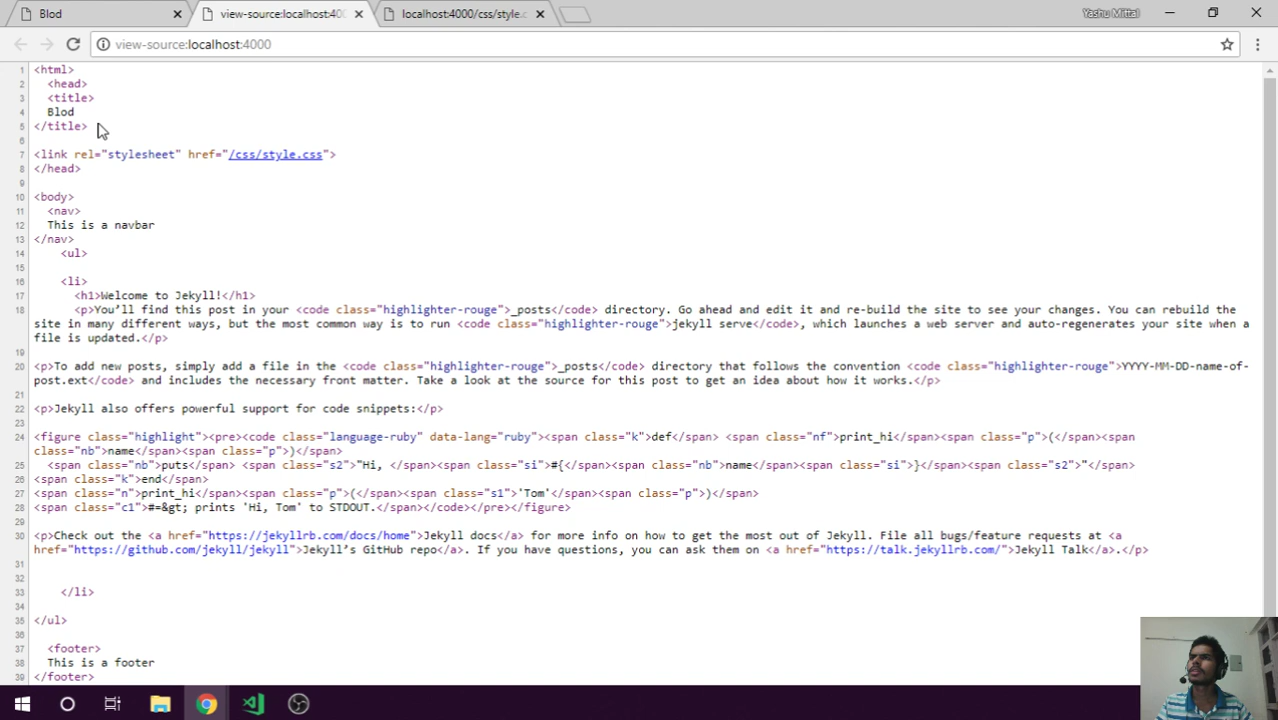 Blod
view-source:localhost:400
localhost:4000/css/style.c
Yashu Mittal
view-source:localhost:4000
1 <html>
2 <head>
3 <title>
4 Blod
5 </title>
6
7 <link rel="stylesheet" href="/css/style.css">
8 </head>
9
10 <body>
11 <nav>
12 This is a navbar
13 </nav>
14 <ul>
15
16 <li>
17 <h1>Welcome to Jekyll!</h1>
18 <p>You’ll find this post in your <code class="highlighter-rouge">_posts</code> directory. Go ahead and edit it and re-build the site to see your changes. You can rebuild the
site in many different ways, but the most common way is to run <code class="highlighter-rouge">jekyll serve</code>, which launches a web server and auto-regenerates your site when a
file is updated.</p>
19
20 <p>To add new posts, simply add a file in the <code class="highlighter-rouge">_posts</code> directory that follows the convention <code class="highlighter-rouge">YYYY-MM-DD-name-of-
post.ext</code> and includes the necessary front matter. Take a look at the source for this post to get an idea about how it works.</p>
21
22 <p>Jekyll also offers powerful support for code snippets:</p>
23
24 <figure class="highlight"><pre><code class="language-ruby" data-lang="ruby"><span class="k">def</span> <span class="nf">print_hi</span><span class="p">(</span><span
class="nb">name</span><span class="p">)</span>
25 <span class="nb">puts</span> <span class="s2">"Hi, </span><span class="si">#{</span><span class="nb">name</span><span class="si">}</span><span class="s2">"</span>
26 <span class="k">end</span>
27 <span class="n">print_hi</span><span class="p">(</span><span class="s1">'Tom'</span><span class="p">)</span>
28 <span class="c1">#=&gt; prints 'Hi, Tom' to STDOUT.</span></code></pre></figure>
29
30 <p>Check out the <a href="https://jekyllrb.com/docs/home">Jekyll docs</a> for more info on how to get the most out of Jekyll. File all bugs/feature requests at <a
href="https://github.com/jekyll/jekyll">Jekyll’s GitHub repo</a>. If you have questions, you can ask them on <a href="https://talk.jekyllrb.com/">Jekyll Talk</a>.</p>
31
32
33 </li>
34
35 </ul>
36
37 <footer>
38 This is a footer
39 </footer>